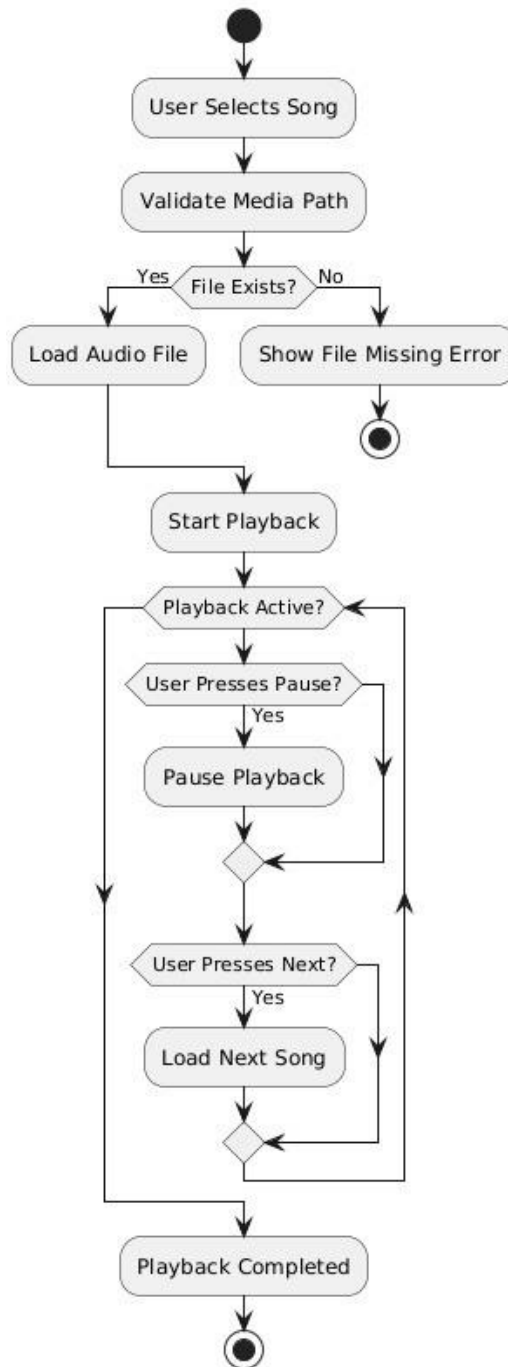 User Selects Song
Validate Media Path
Yes
File Exists?
No
Load Audio File
Show File Missing Error
Start Playback
Playback Active?
User Presses Pause?
Yes
Pause Playback
User Presses Next?
Yes
Load Next Song
Playback Completed